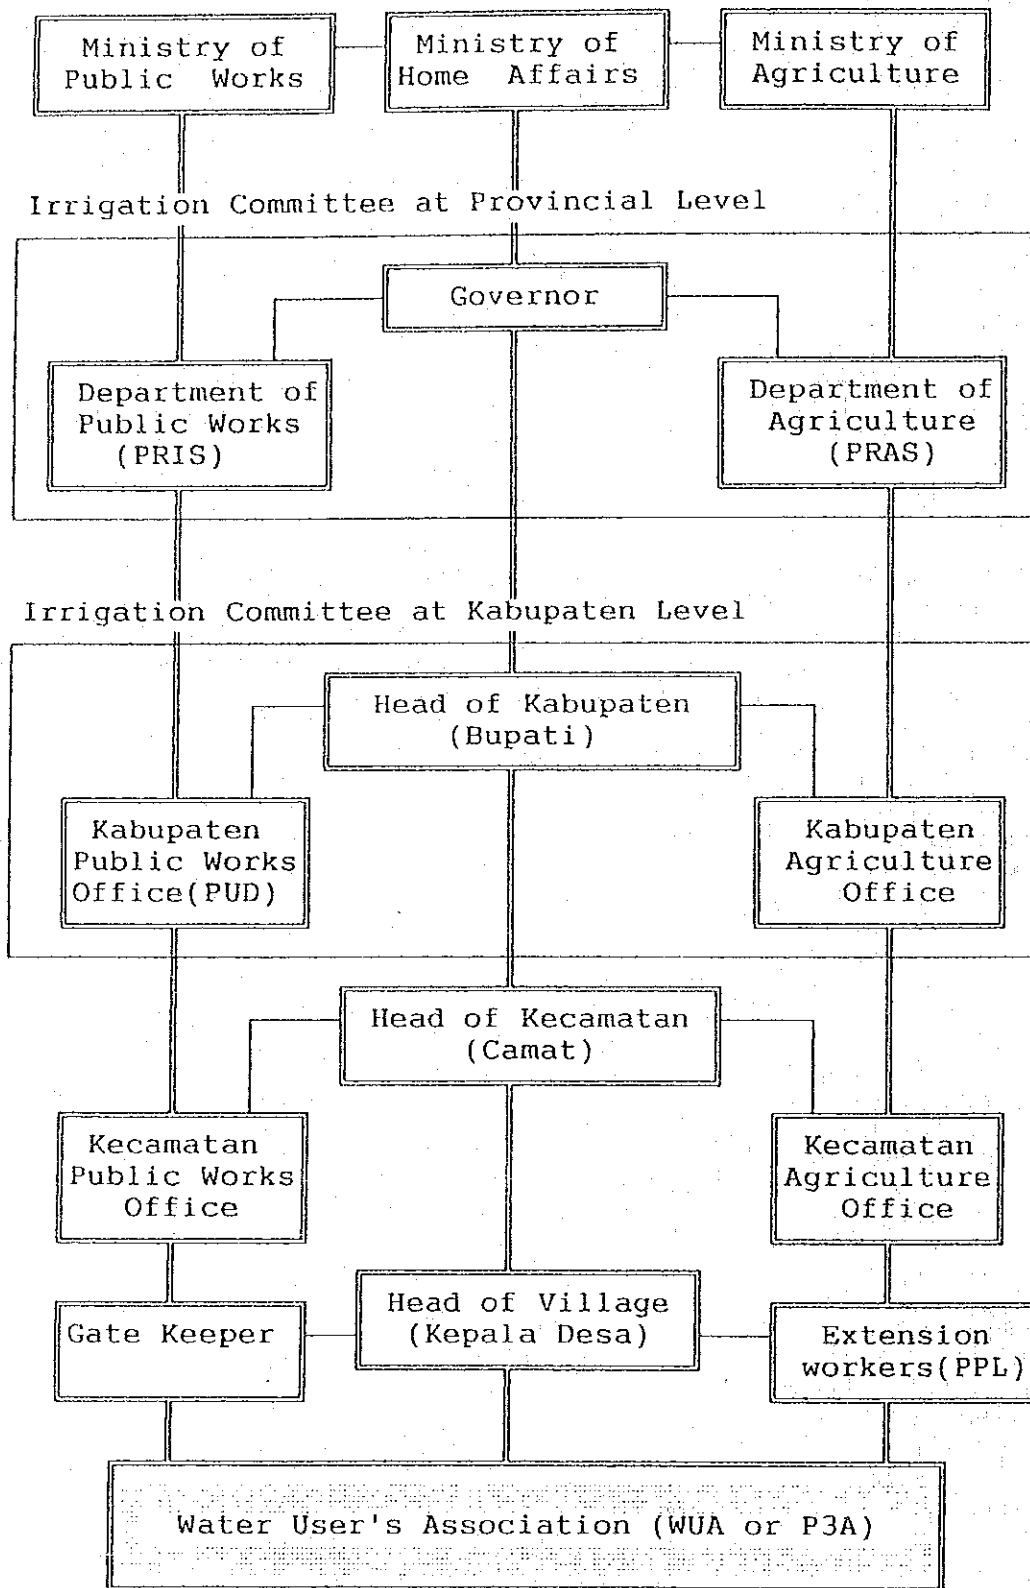 Ministry of
Public Works
Ministry of
Home Affairs
Ministry of
Agriculture
Irrigation Committee at Provincial Level
Governor
Department of
Public Works
(PRIS)
Department of
Agriculture
(PRAS)
Irrigation Committee at Kabupaten Level
Head of Kabupaten
(Bupati)
Kabupaten
Public Works
Office(PUD)
Kabupaten
Agriculture
Office
Head of Kecamatan
(Camat)
Kecamatan
Public Works
Office
Kecamatan
Agriculture
Office
Gate Keeper
Head of Village
(Kepala Desa)
Extension
workers(PPL)
Water User's Association (WUA or P3A)